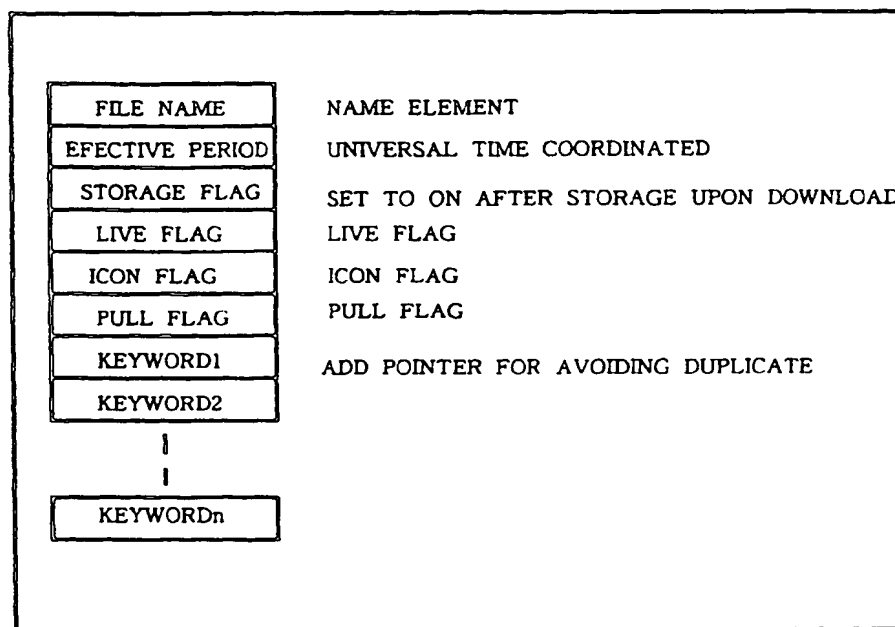 FILE NAME NAME ELEMENT
EFECTIVE PERIOD UNIVERSAL TIME COORDINATED
STORAGE FLAG SET TO ON AFTER STORAGE UPON DOWNLOAD
LIVE FLAG LIVE FLAG
ICON FLAG ICON FLAG
PULL FLAG PULL FLAG
KEYWORD1 ADD POINTER FOR AVOIDING DUPLICATE
KEYWORD2
KEYWORDn